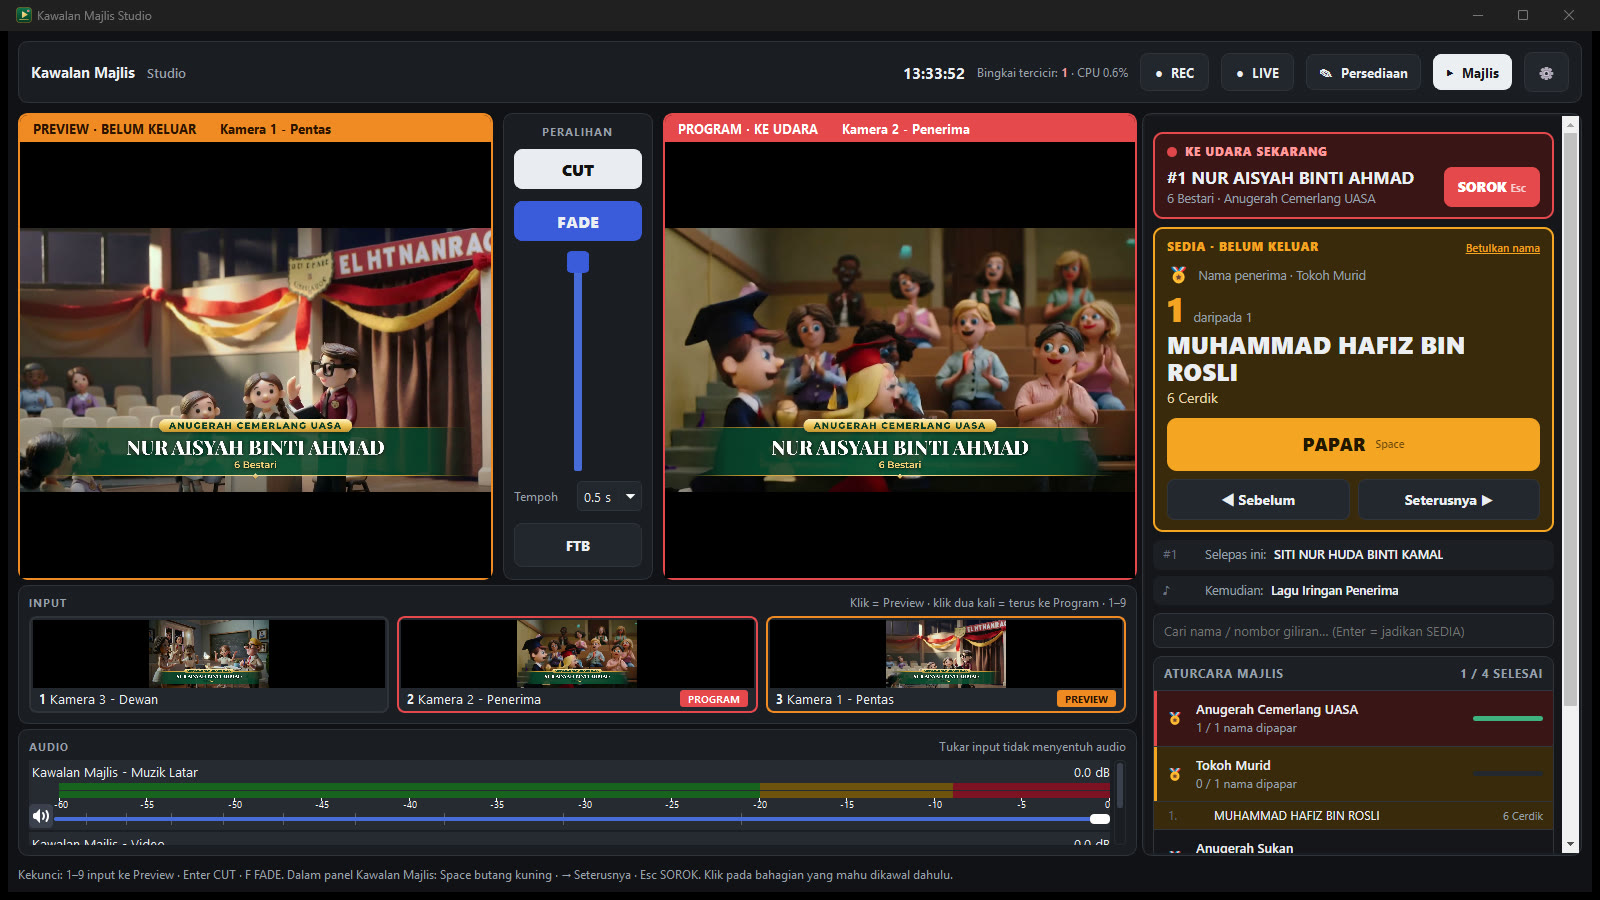 Kawalan Majlis Studio
Kawalan Majlis Studio
13:33:52 Bingkai tercicir: 1 · CPU 0.6%
● REC
● LIVE
Persediaan
Majlis
PREVIEW · BELUM KELUAR Kamera 1 - Pentas
EL HTNANRAG
ANUGERAH CEMERLANG UASA
NUR AISYAH BINTI AHMAD
6 Bestari
PERALIHAN
CUT
FADE
Tempoh 0.5 s
FTB
PROGRAM · KE UDARA Kamera 2 - Penerima
ANUGERAH CEMERLANG UASA
NUR AISYAH BINTI AHMAD
6 Bestari
KE UDARA SEKARANG
#1 NUR AISYAH BINTI AHMAD
6 Bestari · Anugerah Cemerlang UASA
SOROK Esc
SEDIA · BELUM KELUAR
Betulkan nama
Nama penerima · Tokoh Murid
1 daripada 1
MUHAMMAD HAFIZ BIN
ROSLI
6 Cerdik
PAPAR Space
◀ Sebelum
Seterusnya ▶
#1 Selepas ini: SITI NUR HUDA BINTI KAMAL
♪ Kemudian: Lagu Iringan Penerima
Cari nama / nombor giliran... (Enter = jadikan SEDIA)
ATURCARA MAJLIS 1 / 4 SELESAI
Anugerah Cemerlang UASA
1 / 1 nama dipapar
Tokoh Murid
0 / 1 nama dipapar
1. MUHAMMAD HAFIZ BIN ROSLI 6 Cerdik
Anugerah Sukan
INPUT
Klik = Preview · klik dua kali = terus ke Program · 1–9
1 Kamera 3 - Dewan
2 Kamera 2 - Penerima PROGRAM
3 Kamera 1 - Pentas PREVIEW
AUDIO
Tukar input tidak menyentuh audio
Kawalan Majlis - Muzik Latar 0.0 dB
-60 -55 -50 -45 -40 -35 -30 -25 -20 -15 -10 -5 0
Kawalan Majlis - Video 0.0 dB
Kekunci: 1–9 input ke Preview · Enter CUT · F FADE. Dalam panel Kawalan Majlis: Space butang kuning · → Seterusnya · Esc SOROK. Klik pada bahagian yang mahu dikawal dahulu.